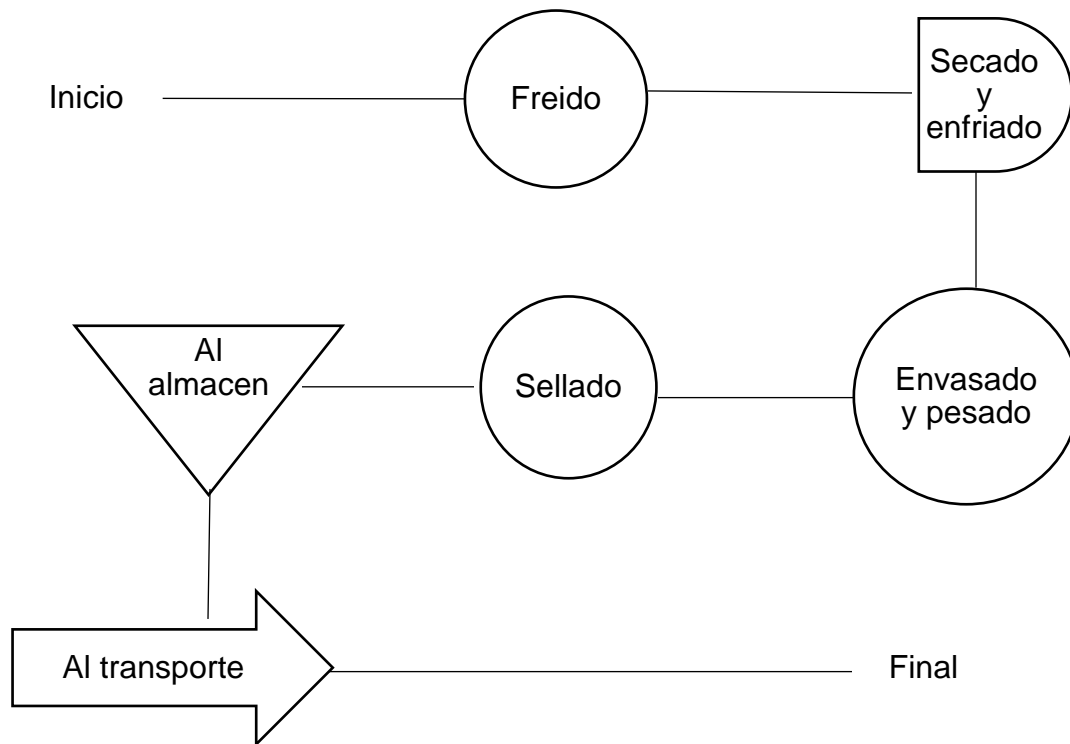 Inicio
Freido
Secado
y
enfriado
Envasado
y pesado
Sellado
Al
almacen
Al transporte
Final